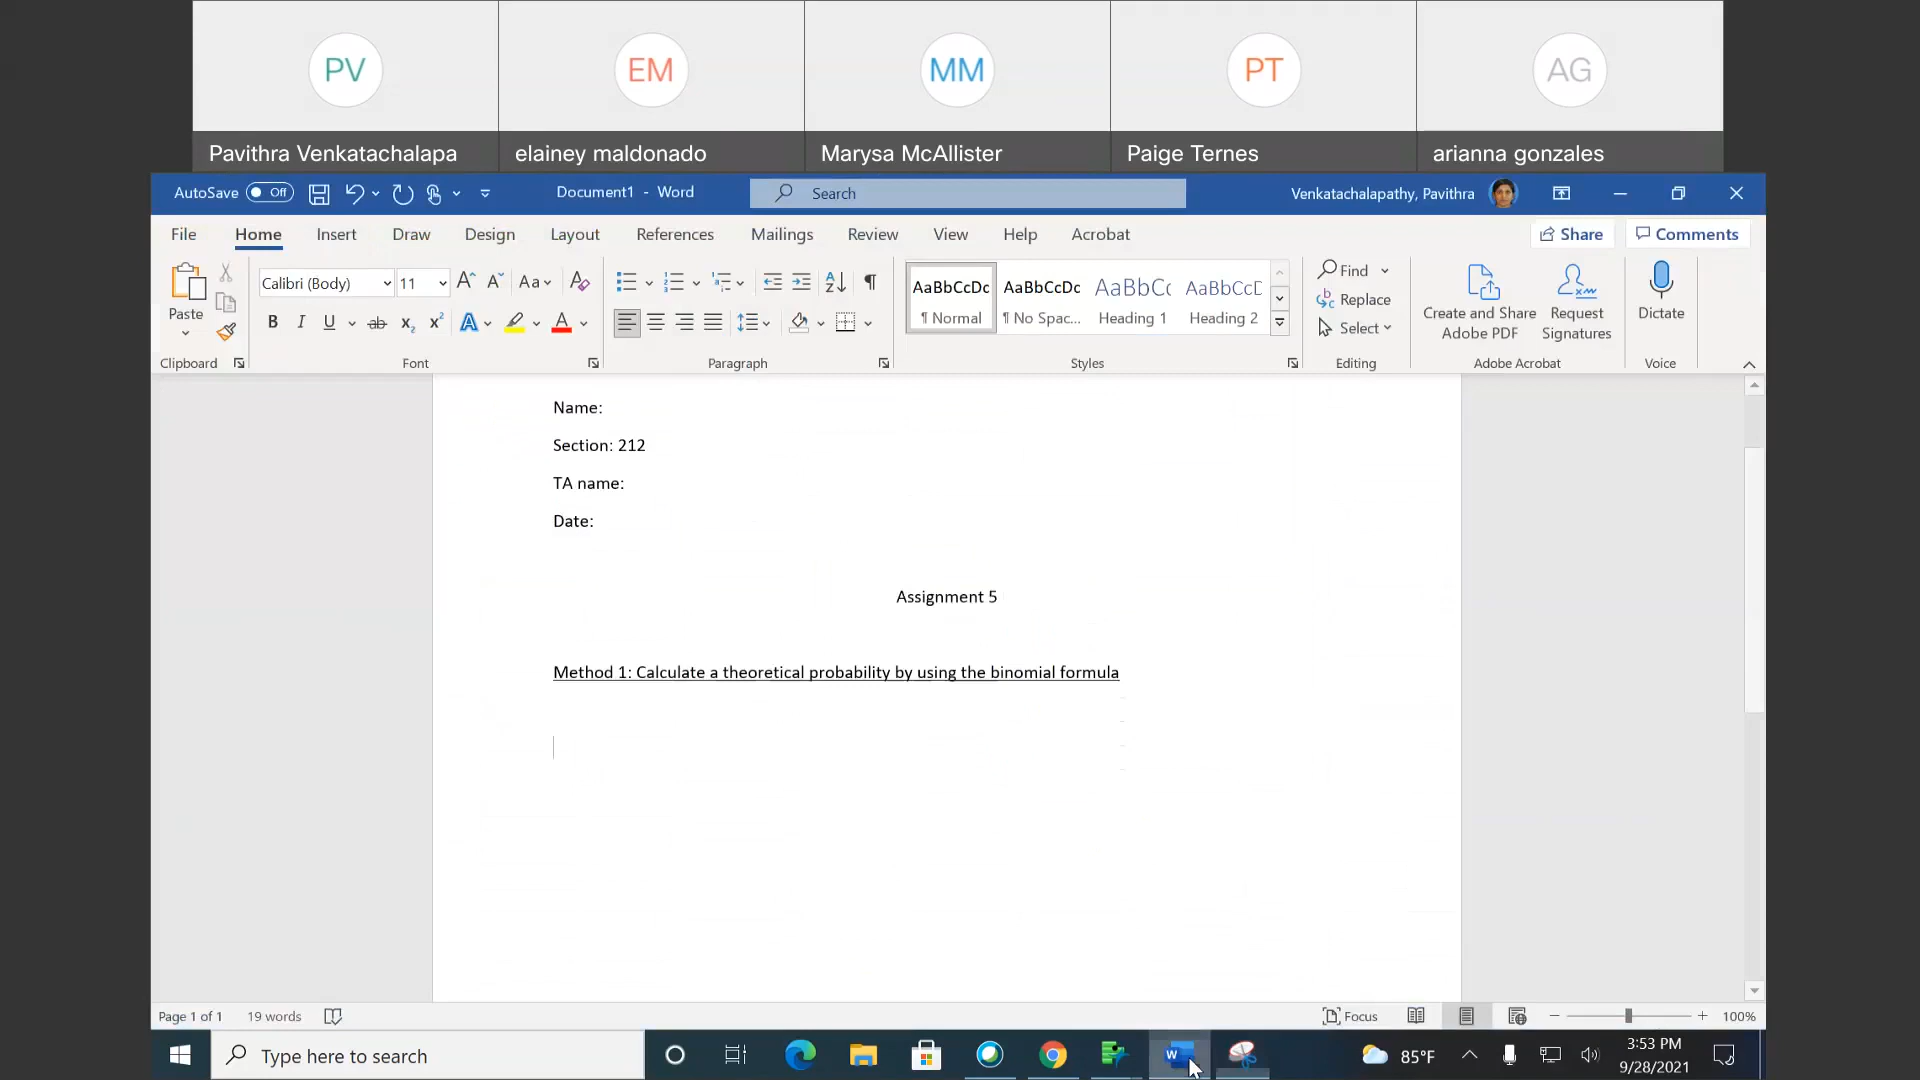 PV
EM
MM
PT
AG
Pavithra Venkatachalapa
elainey maldonado
Marysa McAllister
Paige Ternes
arianna gonzales
AutoSave Off
Document1 - Word
Search
Venkatachalapathy, Pavithra
File Home Insert Draw Design Layout References Mailings Review View Help Acrobat
Share
Comments
Paste
Calibri (Body)
11
Aa
B I U ab x₂ x² A A
AaBbCcDc AaBbCcDc AaBbCc AaBbCcD
¶ Normal ¶ No Spac... Heading 1 Heading 2
Find
Replace
Select
Create and Share Adobe PDF
Request Signatures
Dictate
Clipboard
Font
Paragraph
Styles
Editing
Adobe Acrobat
Voice
Name:
Section: 212
TA name:
Date:
Assignment 5
Method 1: Calculate a theoretical probability by using the binomial formula
Page 1 of 1
19 words
Focus
100%
Type here to search
85°F
3:53 PM
9/28/2021